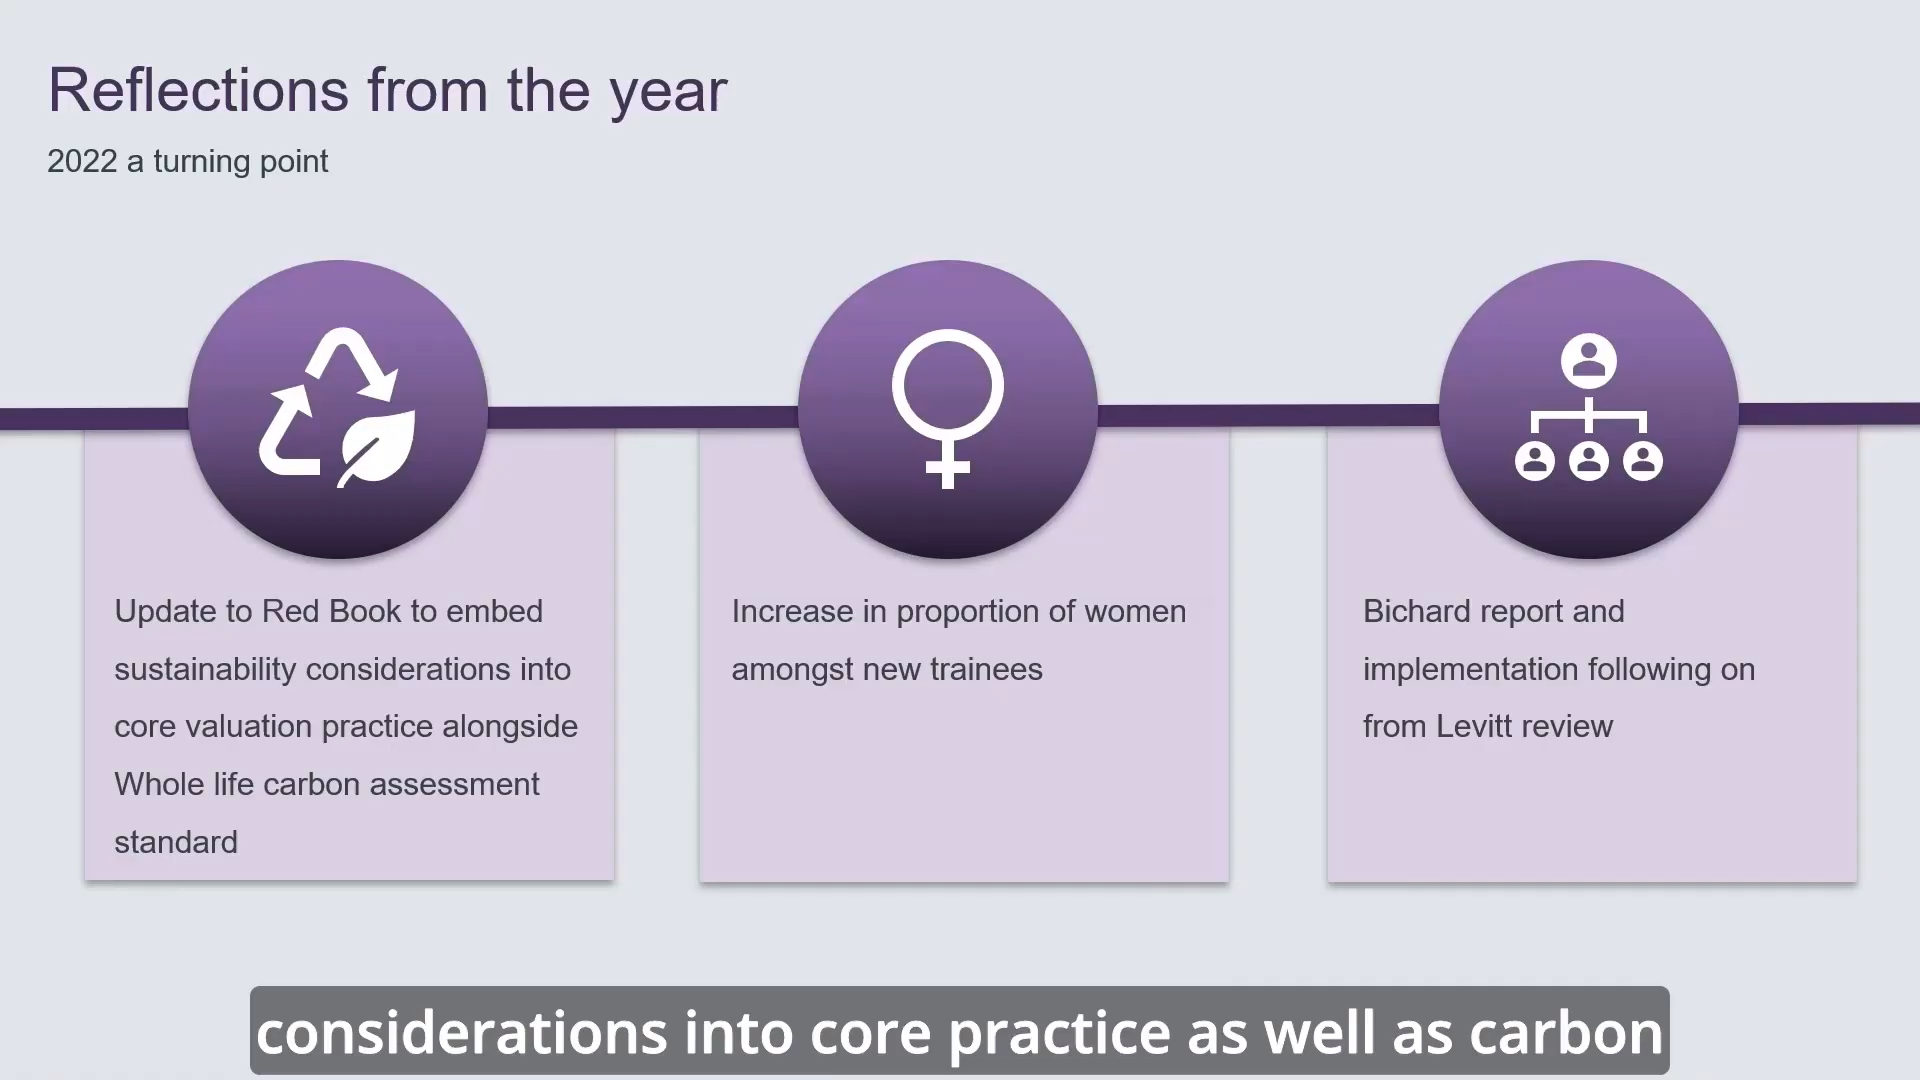 Reflections from the year
2022 a turning point
Update to Red Book to embed
sustainability considerations into
core valuation practice alongside
Whole life carbon assessment
standard
Increase in proportion of women
amongst new trainees
Bichard report and
implementation following on
from Levitt review
considerations into core practice as well as carbon